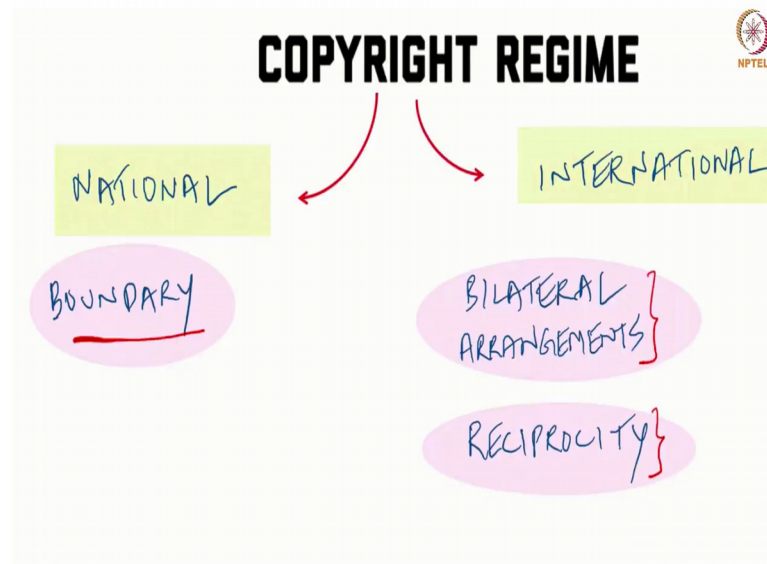 COPYRIGHT REGIME
NPTEL
NATIONAL
INTERNATIONAL
BOUNDARY
BILATERAL
ARRANGEMENTS
RECIPROCITY